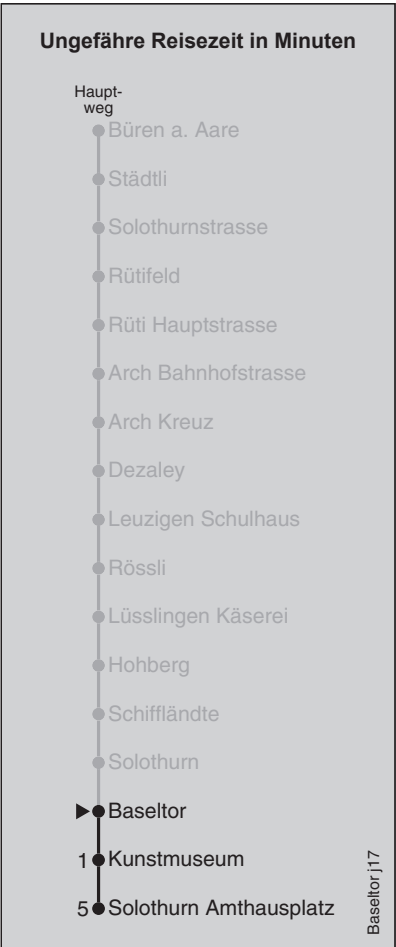 Ungefähre Reisezeit in Minuten
Haupt-
weg
Büren a. Aare
Städtli
Solothurnstrasse
Rütifeld
Rüti Hauptstrasse
Arch Bahnhofstrasse
Arch Kreuz
Dezaley
Leuzigen Schulhaus
Rössli
Lüsslingen Käserei
Hohberg
Schiffländte
Solothurn
Baseltor
1 Kunstmuseum
5 Solothurn Amthausplatz
Baseltor j17